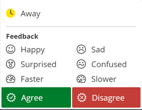 Away
Feedback
Happy Sad
Surprised Confused
Faster Slower
Agree Disagree